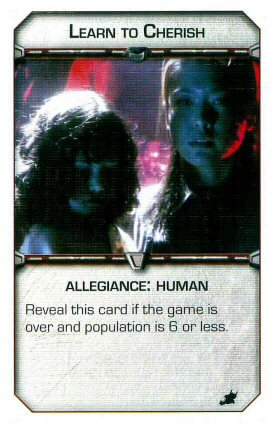 LEARN TO CHERISH
ALLEGIANCE: HUMAN
Reveal this card if the game is
over and population is 6 or less.